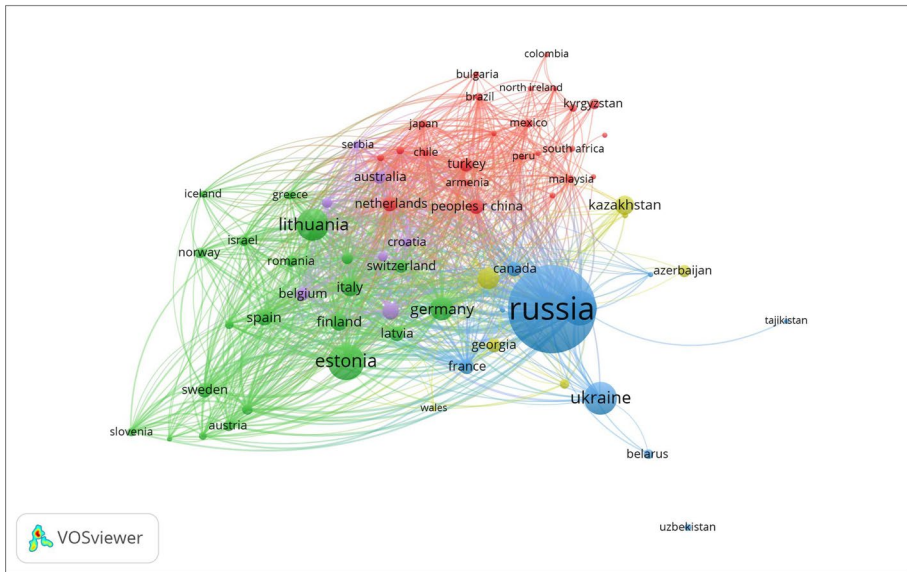 colombia
bulgaria
north ireland
brazil
kyrgyzstan
japan
mexico
serbia
chile
south africa
peru
turkey
australia
armenia
malaysia
iceland
greece
netherlands
peoples r china
kazakhstan
lithuania
israel
croatia
norway
romania
switzerland
canada
azerbaijan
belgium
italy
russia
spain
finland
germany
tajikistan
latvia
georgia
estonia
france
sweden
ukraine
wales
austria
slovenia
belarus
uzbekistan
VOSviewer